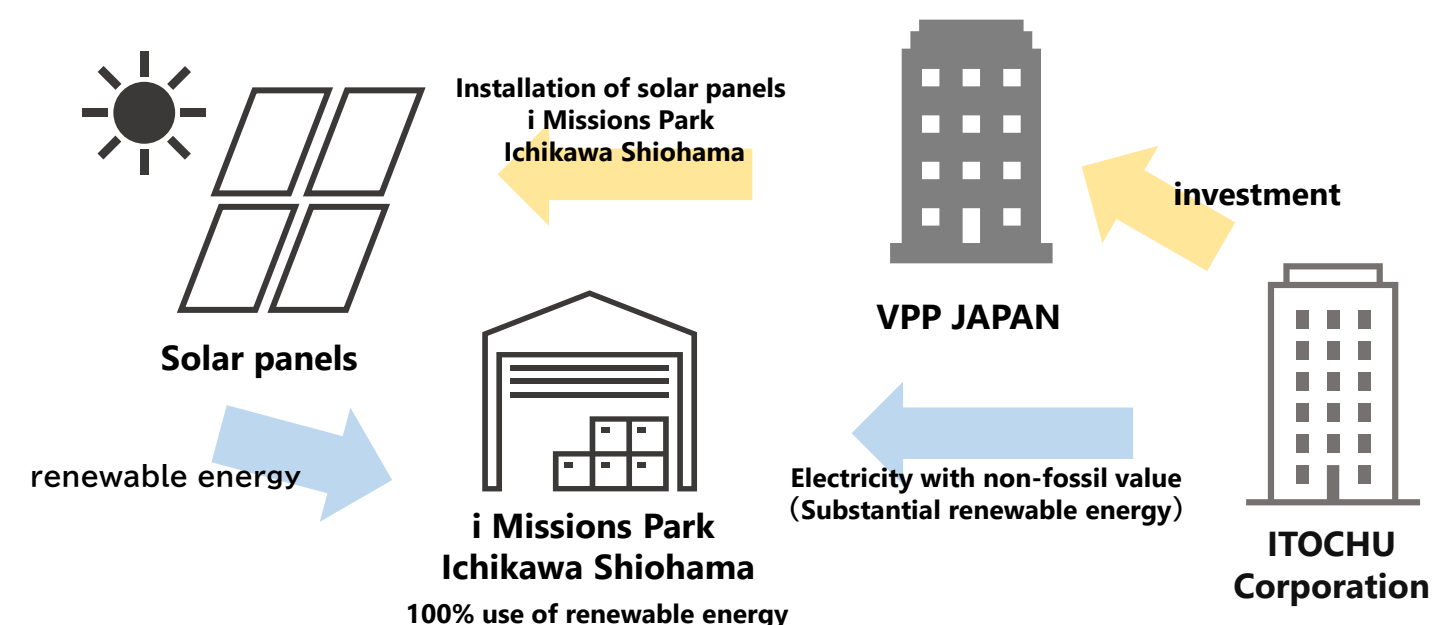 Installation of solar panels
i Missions Park
Ichikawa Shiohama
investment
VPP JAPAN
Solar panels
renewable energy
Electricity with non-fossil value
（Substantial renewable energy）
i Missions Park
Ichikawa Shiohama
100% use of renewable energy
ITOCHU
Corporation